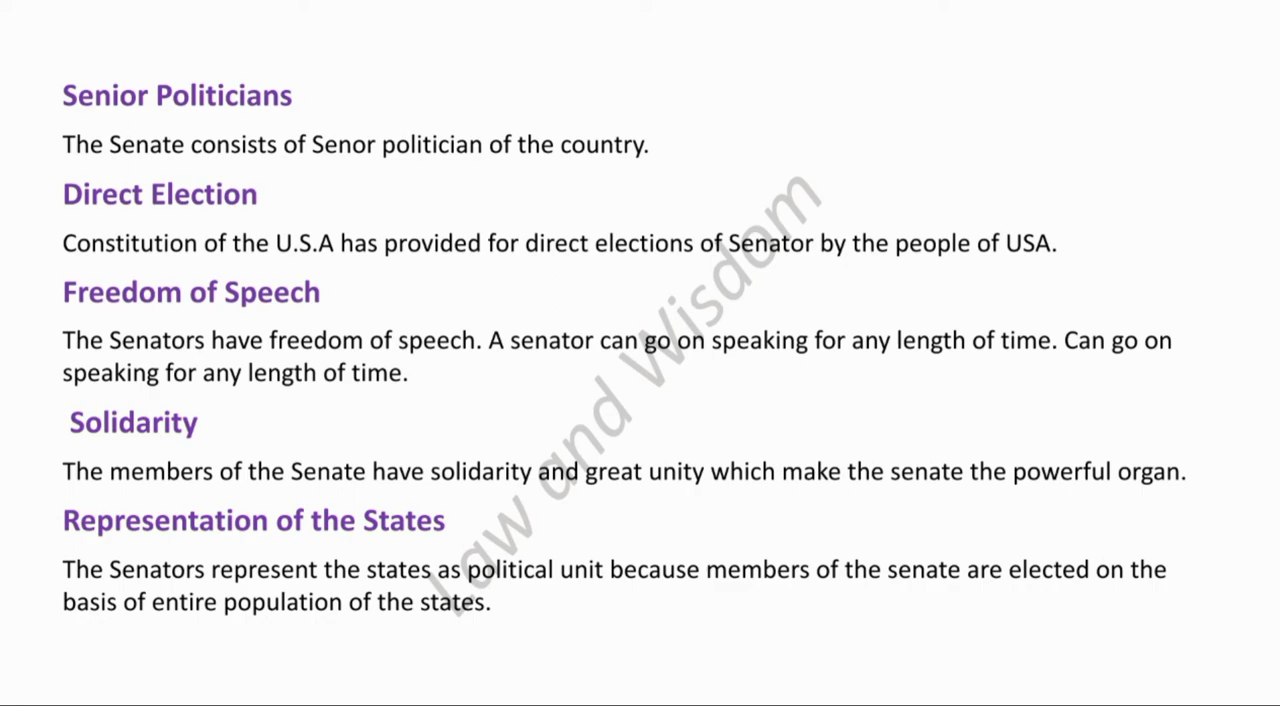 Senior Politicians
The Senate consists of Senor politician of the country.
Direct Election
Constitution of the U.S.A has provided for direct elections of Senator by the people of USA.
Freedom of Speech
The Senators have freedom of speech. A senator can go on speaking for any length of time. Can go on
speaking for any length of time.
Solidarity
The members of the Senate have solidarity and great unity which make the senate the powerful organ.
Representation of the States
The Senators represent the states as political unit because members of the senate are elected on the
basis of entire population of the states.
Law and Wisdom